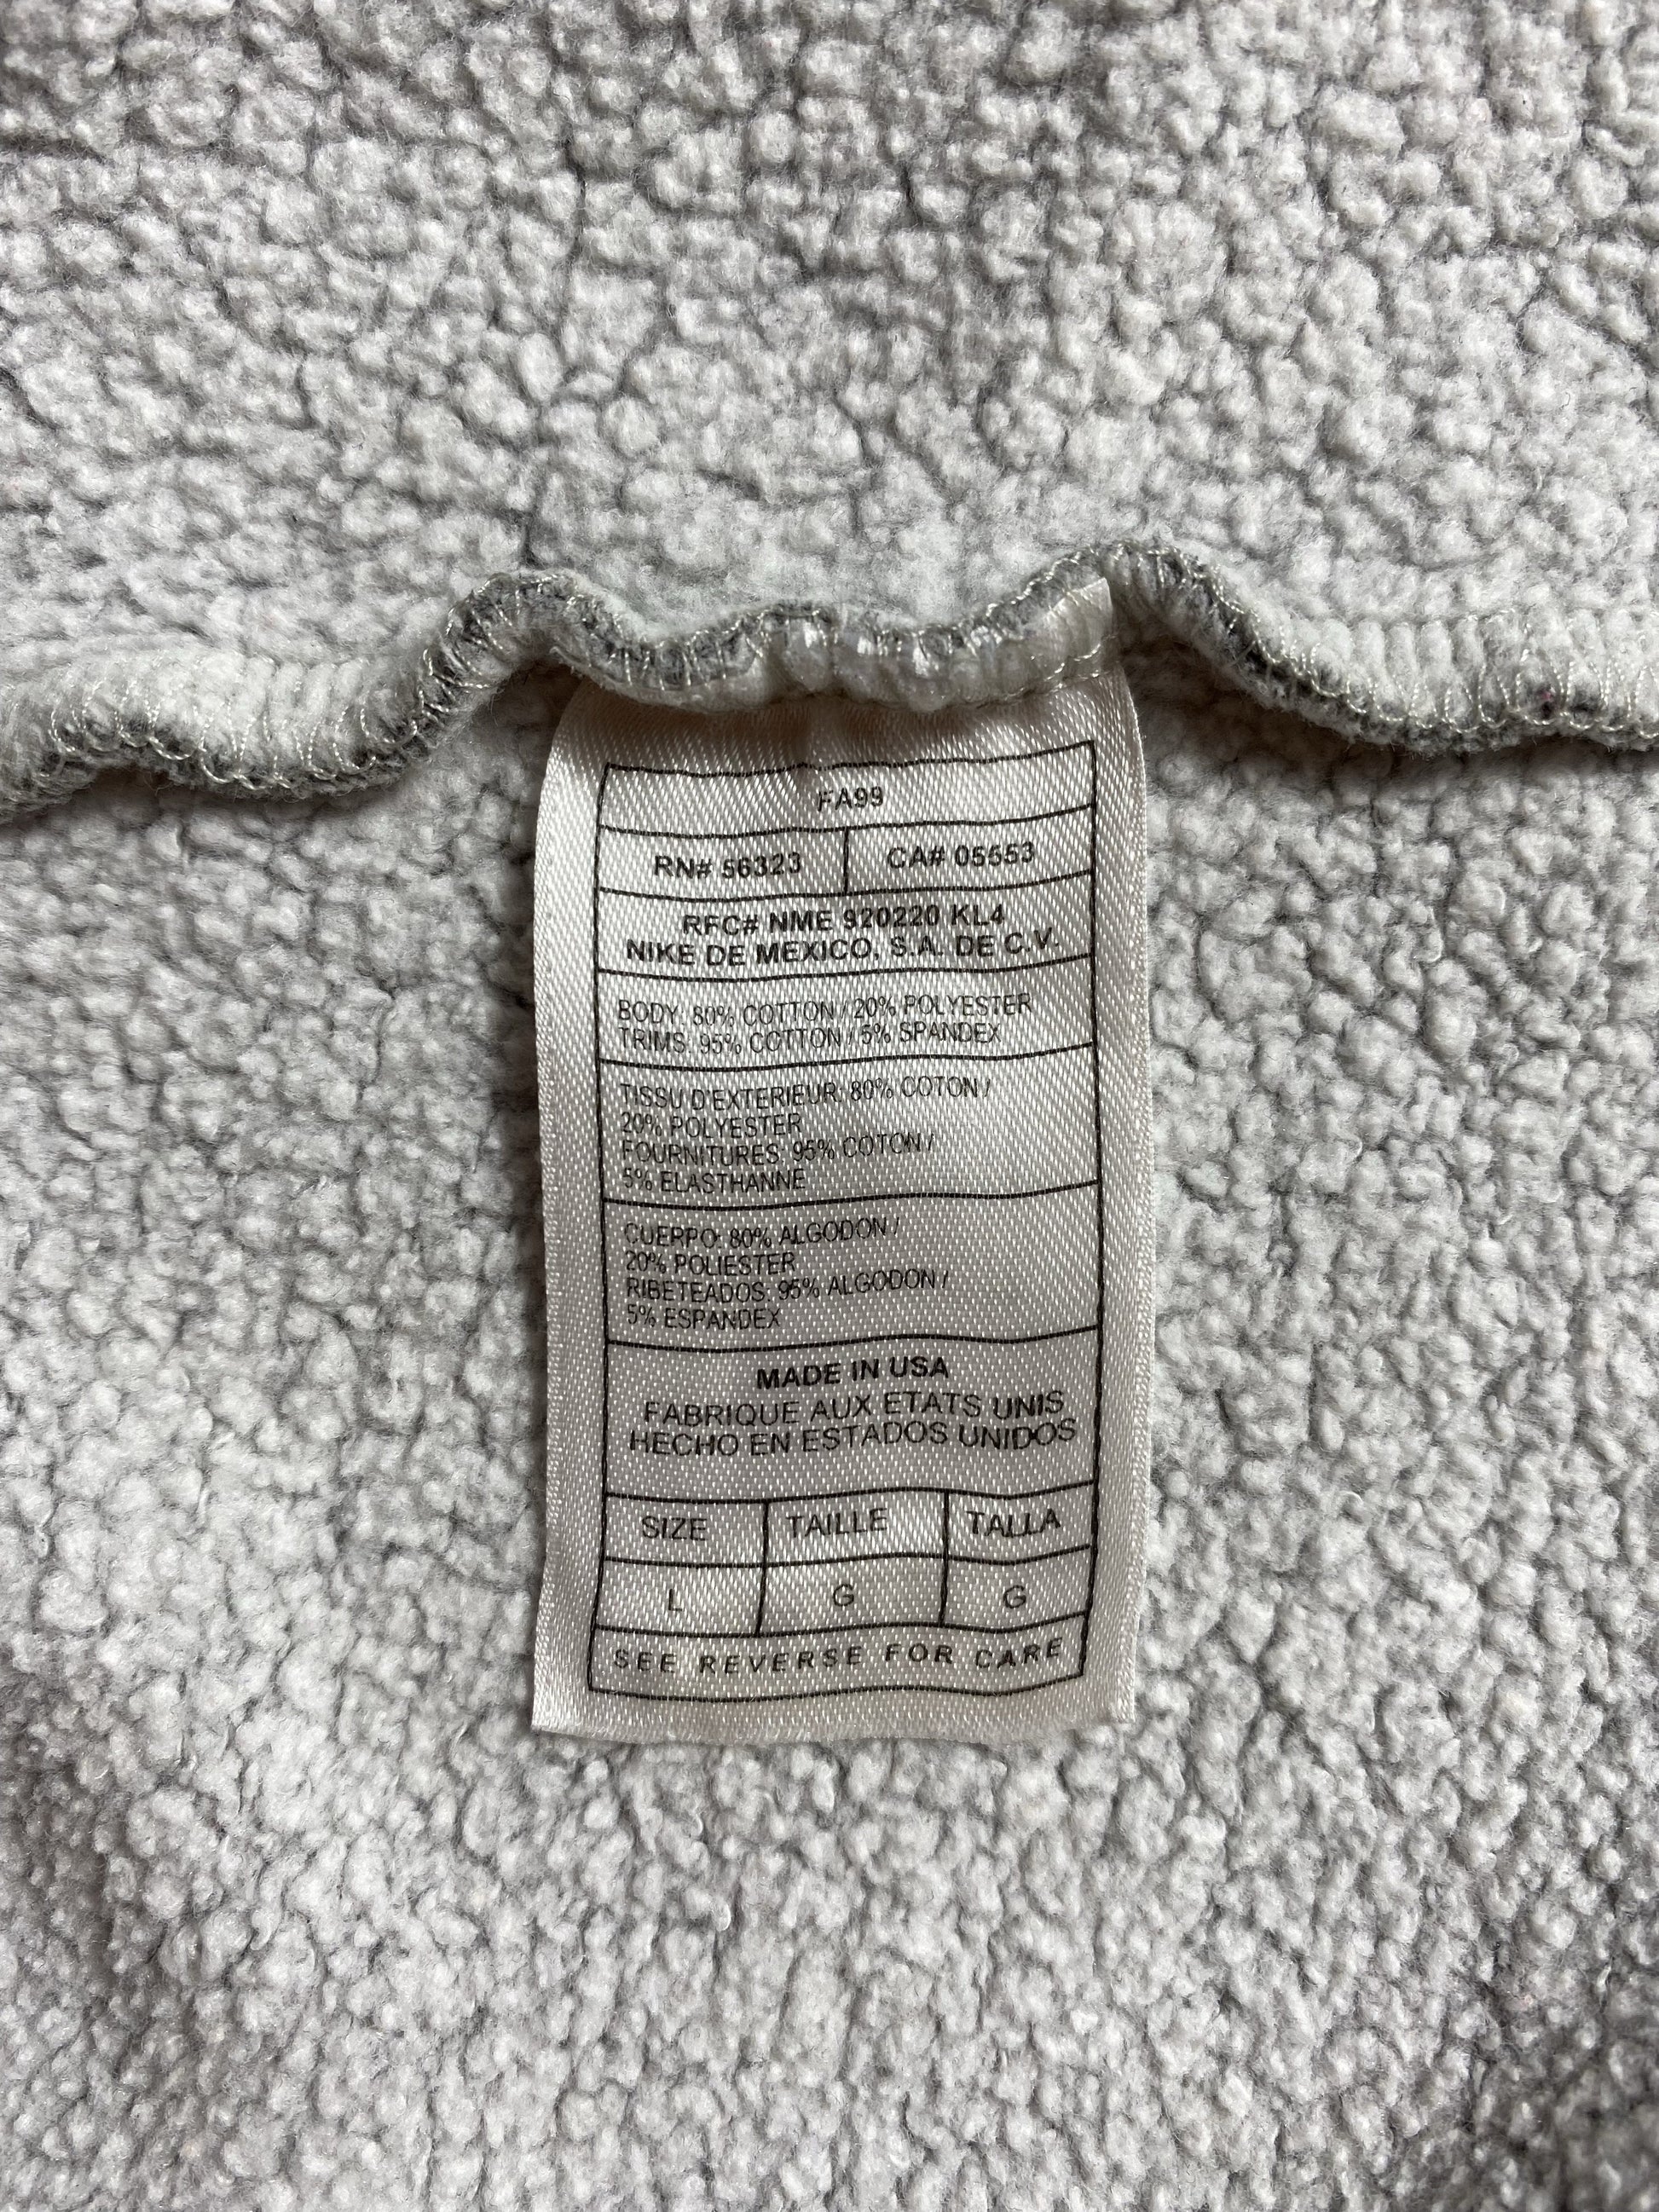 FA99
RN# 56323 CA# 05553
RFC# NME 920220 KL4
NIKE DE MEXICO, S.A. DE C.V.
BODY: 80% COTTON / 20% POLYESTER
TRIMS: 95% COTTON / 5% SPANDEX
TISSU D'EXTERIEUR: 80% COTON /
20% POLYESTER
FOURNITURES: 95% COTON /
5% ELASTHANNE
CUERPO: 80% ALGODON /
20% POLIESTER
RIBETEADOS: 95% ALGODON /
5% ESPANDEX
MADE IN USA
FABRIQUE AUX ETATS UNIS
HECHO EN ESTADOS UNIDOS
SIZE TAILLE TALLA
L G G
SEE REVERSE FOR CARE